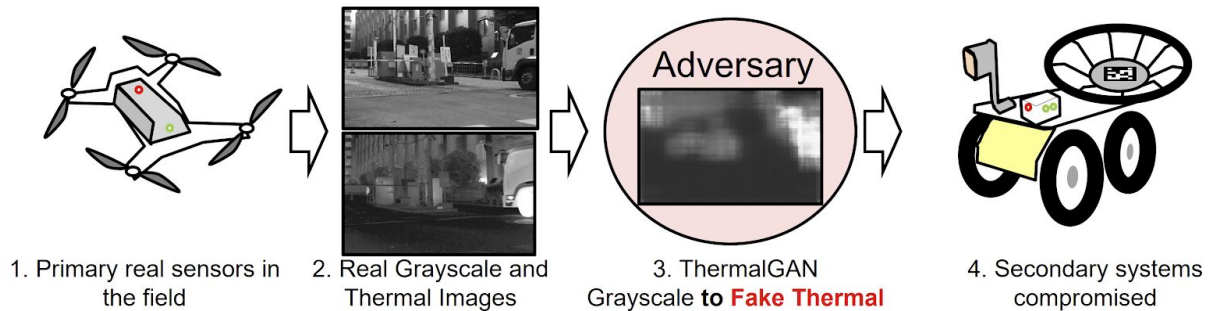 Adversary
1. Primary real sensors in
the field
2. Real Grayscale and
Thermal Images
3. ThermalGAN
Grayscale to Fake Thermal
4. Secondary systems
compromised